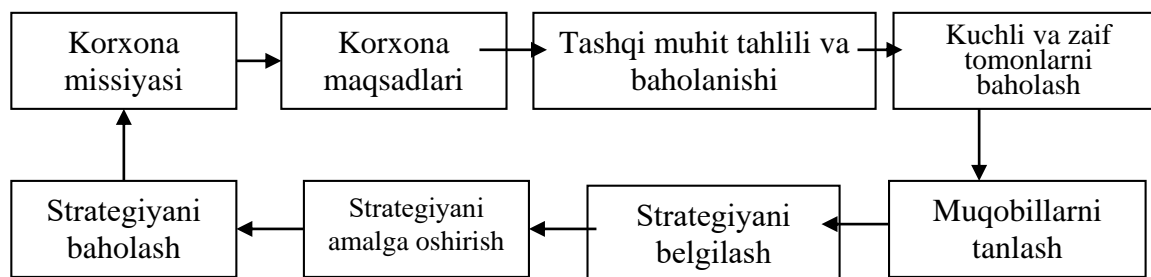 Korxona
missiyasi
Korxona
maqsadlari
Tashqi muhit tahlili va
baholanishi
Kuchli va zaif
tomonlarni
baholash
Strategiyani
baholash
Strategiyani
amalga oshirish
Strategiyani
belgilash
Muqobillarni
tanlash